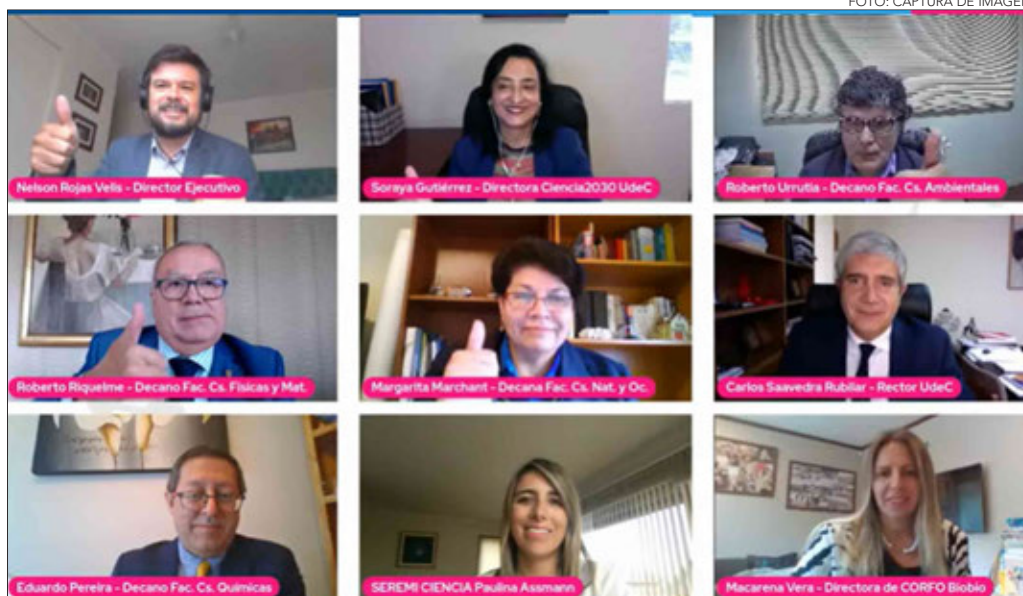 FOTO: CAPTURA DE IMAGEN
Nelson Rojas Velis - Director Ejecutivo
Soraya Gutiérrez - Directora Ciencia2030 UdeC
Roberto Urrutia - Decano Fac. Cs. Ambientales
Roberto Riquelme - Decano Fac. Cs. Físicas y Mat.
Margarita Marchant - Decana Fac. Cs. Nat. y Oc.
Carlos Saavedra Rubilar - Rector UdeC
Eduardo Pereira - Decano Fac. Cs. Químicas
SEREMI CIENCIA Paulina Assmann
Macarena Vera - Directora de CORFO Biobío